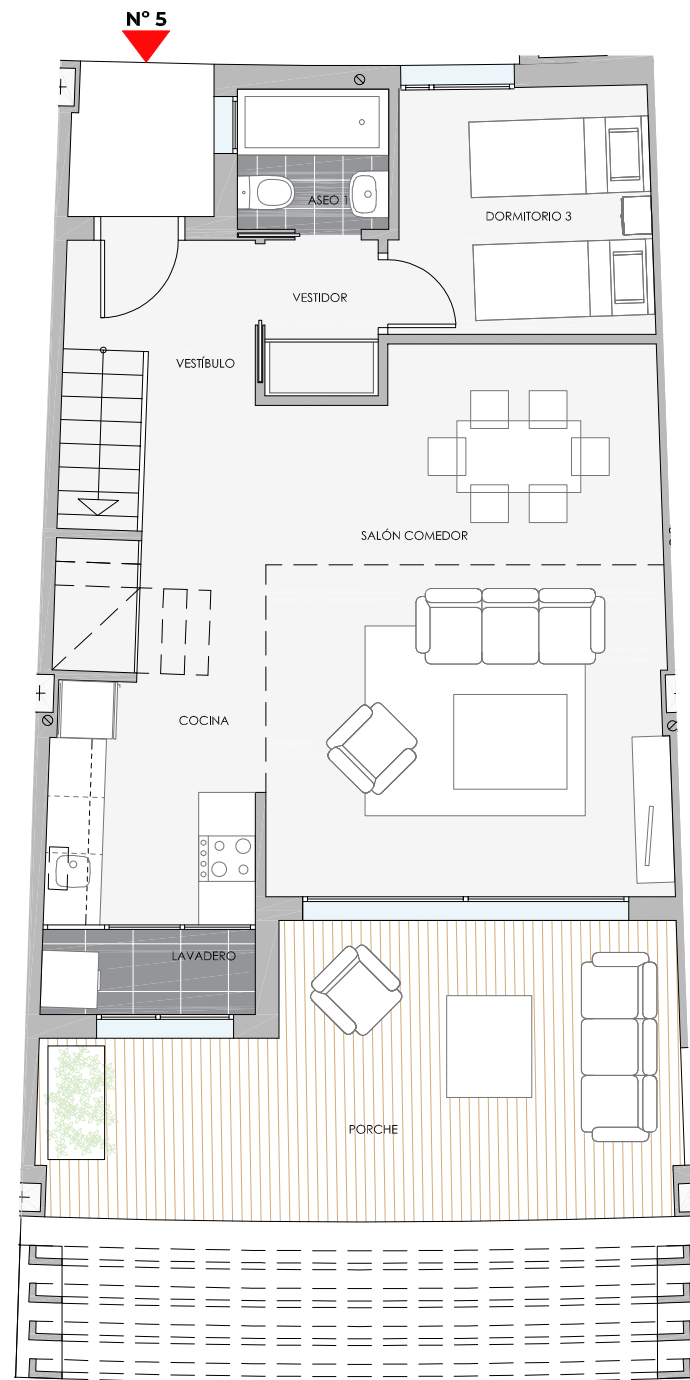 Nº 5
ASEO 1
DORMITORIO 3
VESTIDOR
VESTÍBULO
SALÓN COMEDOR
COCINA
LAVADERO
PORCHE